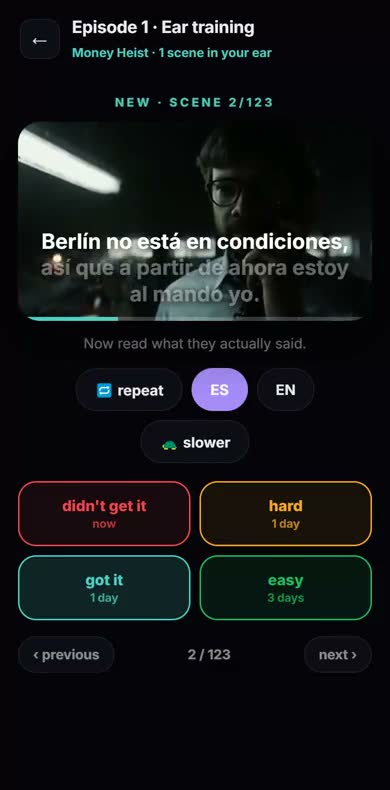 ←
Episode 1 · Ear training
Money Heist · 1 scene in your ear
NEW · SCENE 2/123
Berlín no está en condiciones,
así que a partir de ahora estoy
al mando yo.
Now read what they actually said.
🔁 repeat
ES
EN
🐢 slower
didn't get it
now
hard
1 day
got it
1 day
easy
3 days
‹ previous
2 / 123
next ›